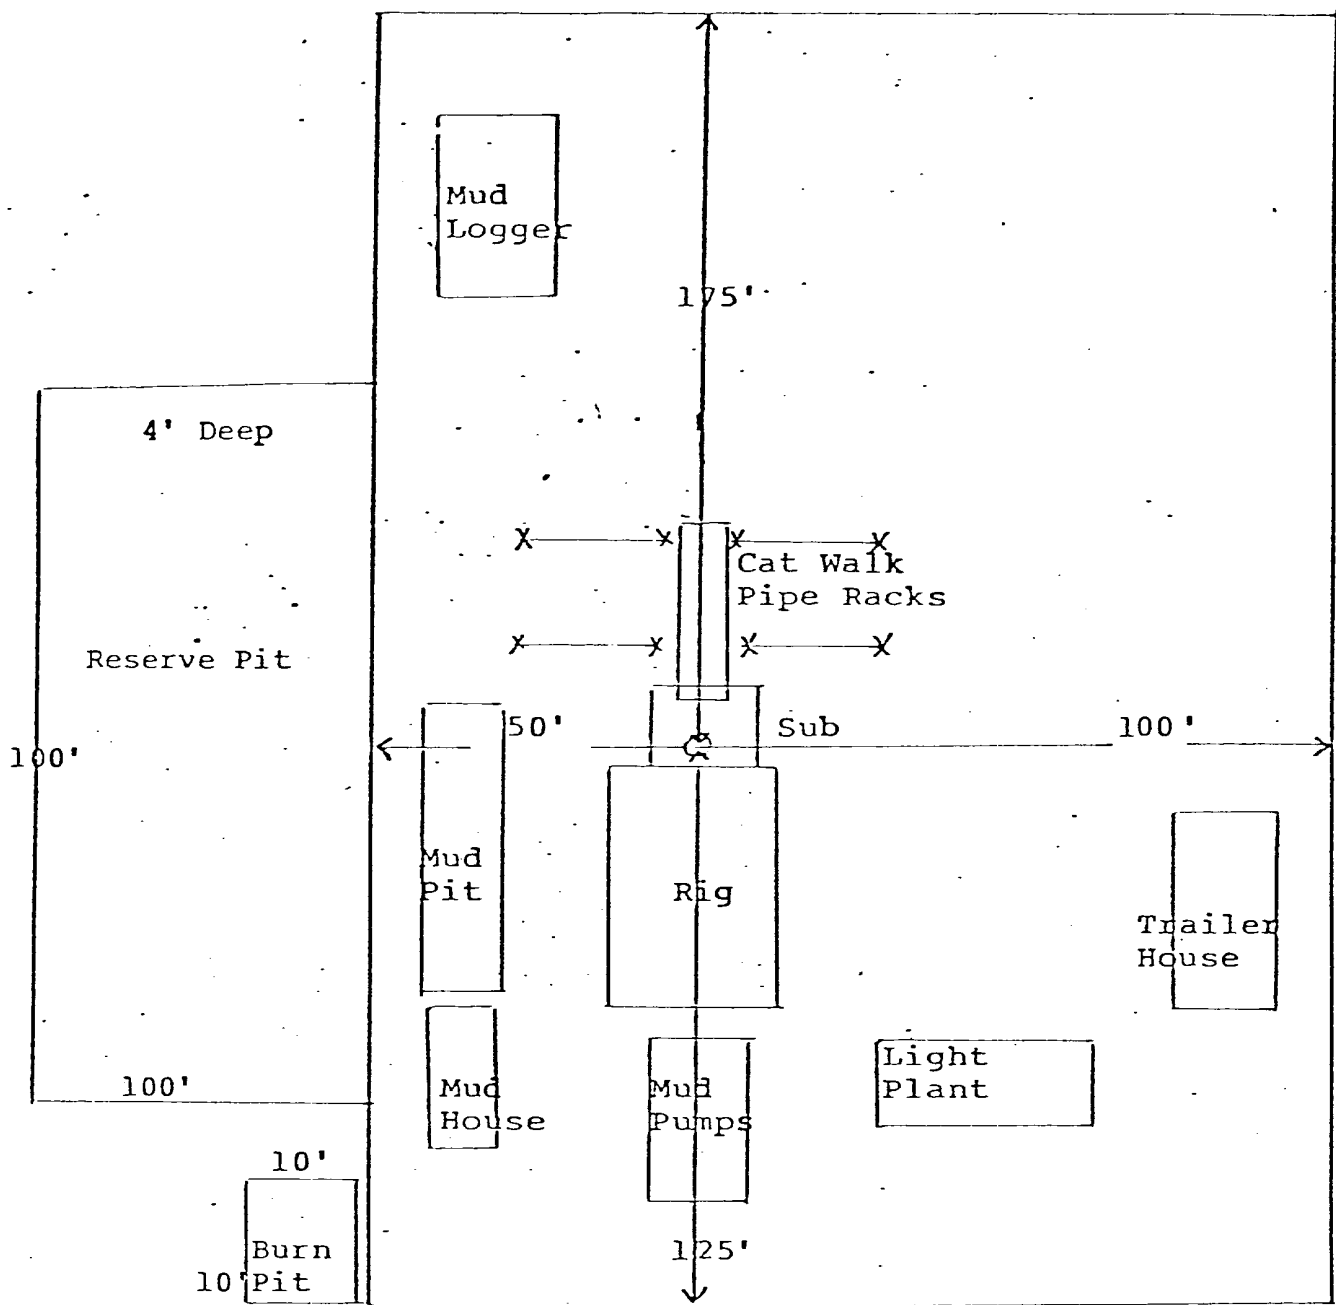 Mud
Logger
175'
4' Deep
Cat Walk
Pipe Racks
Reserve Pit
50'
Sub
100'
100'
Mud
Pit
Rig
Trailer
House
Light
Plant
100'
Mud
House
Mud
Pumps
10'
125'
Burn
10' Pit